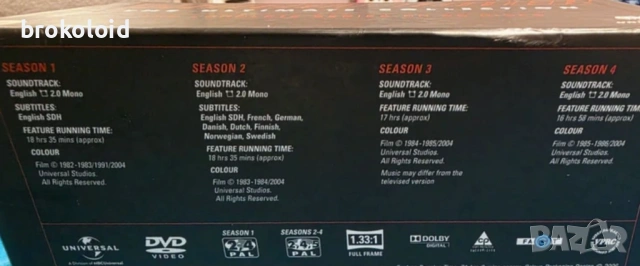 brokoloid
SEASON 1
SOUNDTRACK:
English 2.0 Mono
SUBTITLES:
English SDH
FEATURE RUNNING TIME:
18 hrs 35 mins (approx)
COLOUR
Film © 1982-1983/1991/2004
Universal Studios.
All Rights Reserved.
SEASON 2
SOUNDTRACK:
English 2.0 Mono
SUBTITLES:
English SDH, French, German,
Danish, Dutch, Finnish,
Norwegian, Swedish
FEATURE RUNNING TIME:
18 hrs 35 mins (approx)
COLOUR
Film © 1983-1984/2004
Universal Studios.
All Rights Reserved.
SEASON 3
SOUNDTRACK:
English 2.0 Mono
FEATURE RUNNING TIME:
17 hrs (approx)
COLOUR
Film © 1984-1985/2004
Universal Studios.
All Rights Reserved.
Music may differ from the
televised version
SEASON 4
SOUNDTRACK:
English 2.0 Mono
FEATURE RUNNING TIME:
16 hrs 58 mins (approx)
COLOUR
Film © 1985-1986/2004
Universal Studios.
All Rights Reserved.
UNIVERSAL
DVD
VIDEO
SEASON 1
2 4
PAL
SEASONS 2-4
PAL
1.33:1
FULL FRAME
DOLBY
DIGITAL
BAZAR